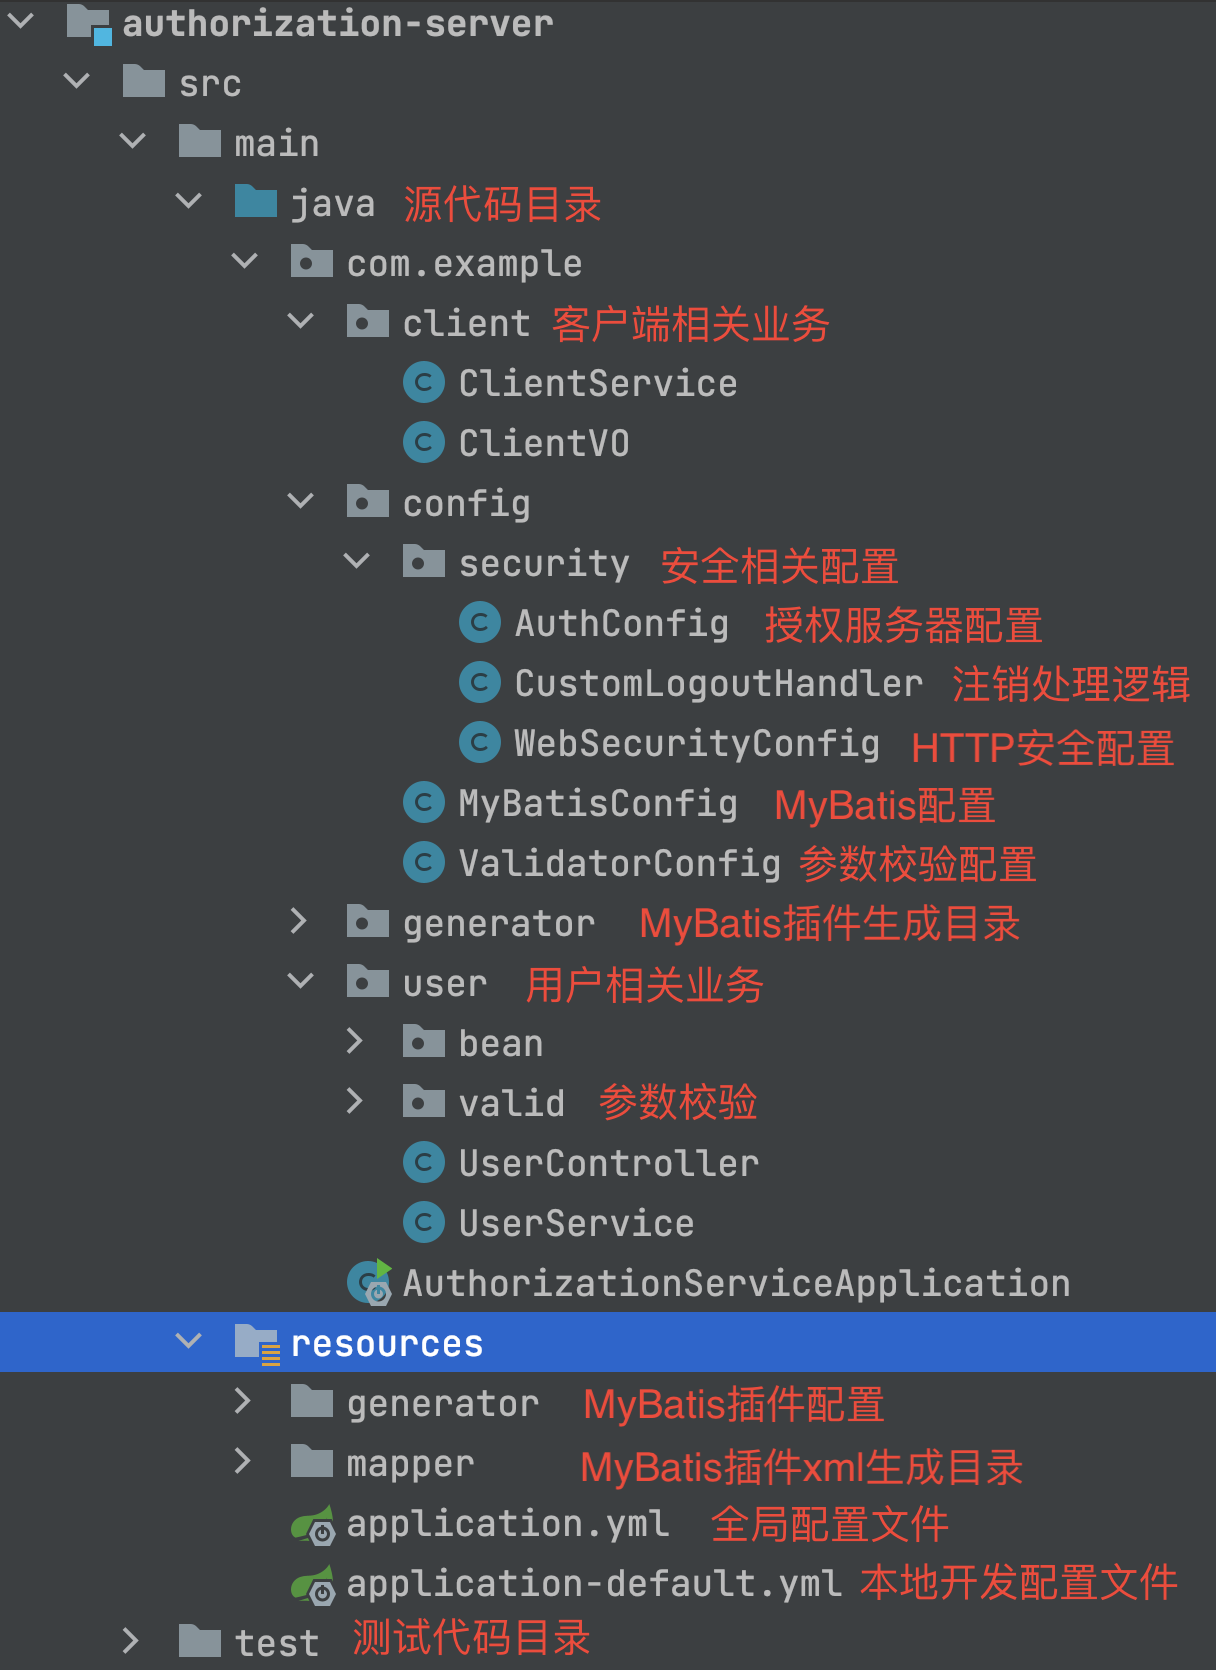 authorization-server
src
main
java 源代码目录
com.example
client 客户端相关业务
ClientService
ClientVO
config
security 安全相关配置
AuthConfig 授权服务器配置
CustomLogoutHandler 注销处理逻辑
WebSecurityConfig HTTP安全配置
MyBatisConfig MyBatis配置
ValidatorConfig 参数校验配置
generator MyBatis插件生成目录
user 用户相关业务
bean
valid 参数校验
UserController
UserService
AuthorizationServiceApplication
resources
generator MyBatis插件配置
mapper MyBatis插件xml生成目录
application.yml 全局配置文件
application-default.yml 本地开发配置文件
test 测试代码目录